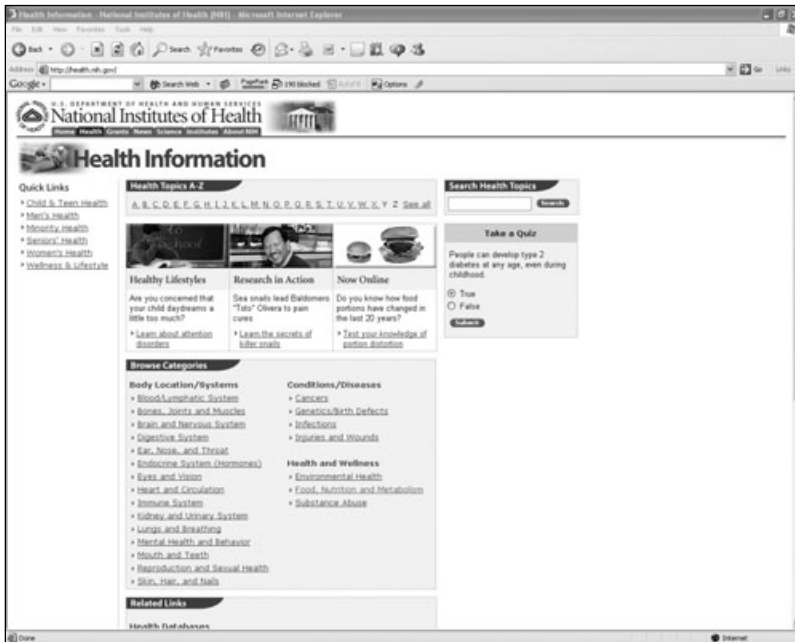 Health Information - National Institutes of Health (NIH) - Microsoft Internet Explorer
File Edit View Favorites Tools Help
Back Search Favorites
Address http://health.nih.gov/ Go Links
Google Search Web PageRank 190 blocked Options
U.S. DEPARTMENT OF HEALTH AND HUMAN SERVICES
National Institutes of Health
Home Health Grants News Science Institutes About NIH
Health Information
Quick Links
Child & Teen Health
Men's Health
Minority Health
Seniors' Health
Women's Health
Wellness & Lifestyle
Health Topics A-Z
A B C D E F G H I J K L M N O P Q R S T U V W X Y Z See all
to
school
Healthy Lifestyles
Are you concerned that
your child daydreams a
little too much?
Learn about attention
disorders
Research in Action
Sea snails lead Baldomero
"Toto" Olivera to pain
cures
Learn the secrets of
killer snails
Now Online
Do you know how food
portions have changed in
the last 20 years?
Test your knowledge of
portion distortion
Search Health Topics
Search
Take a Quiz
People can develop type 2
diabetes at any age, even during
childhood.
True
False
Submit
Browse Categories
Body Location/Systems
Blood/Lymphatic System
Bones, Joints and Muscles
Brain and Nervous System
Digestive System
Ear, Nose, and Throat
Endocrine System (Hormones)
Eyes and Vision
Heart and Circulation
Immune System
Kidney and Urinary System
Lungs and Breathing
Mental Health and Behavior
Mouth and Teeth
Reproduction and Sexual Health
Skin, Hair, and Nails
Conditions/Diseases
Cancers
Genetics/Birth Defects
Infections
Injuries and Wounds
Health and Wellness
Environmental Health
Food, Nutrition and Metabolism
Substance Abuse
Related Links
Health Databases
Done
Internet